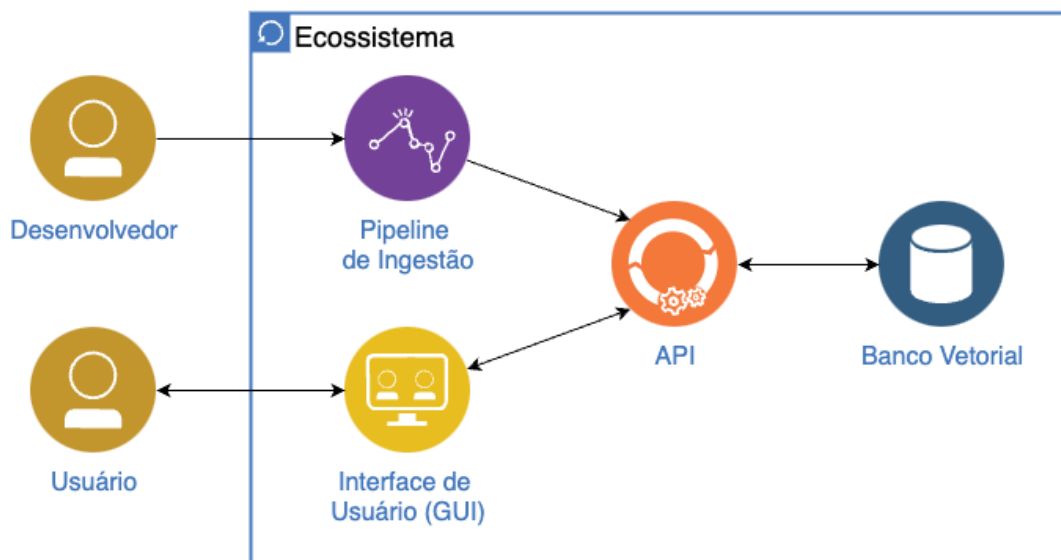 Ecossistema
Desenvolvedor
Pipeline
de Ingestão
API
Banco Vetorial
Usuário
Interface de
Usuário (GUI)